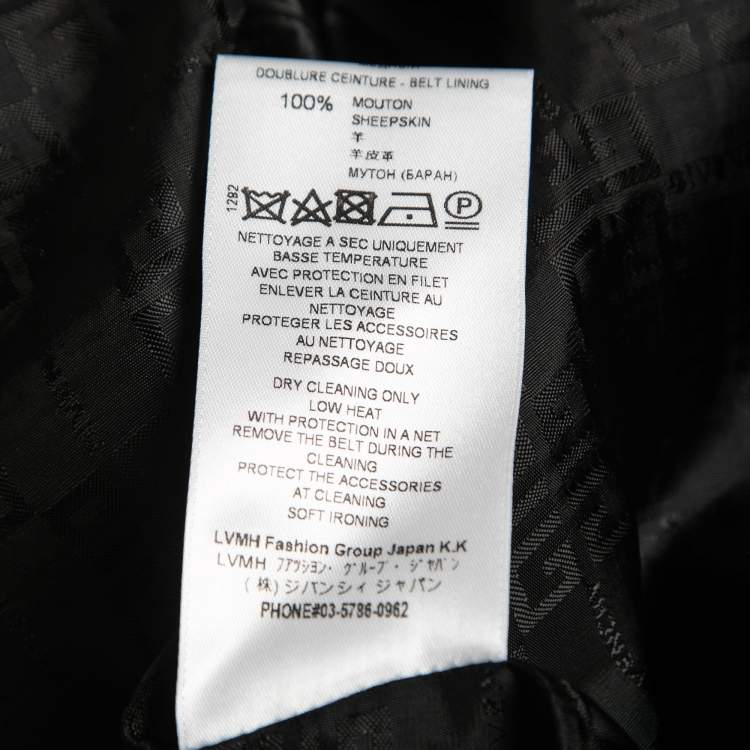 DOUBLURE CEINTURE - BELT LINING
100% MOUTON
SHEEPSKIN
羊
羊皮革
МУТОН (БАРАН)
1282
P
NETTOYAGE A SEC UNIQUEMENT
BASSE TEMPERATURE
AVEC PROTECTION EN FILET
ENLEVER LA CEINTURE AU
NETTOYAGE
PROTEGER LES ACCESSOIRES
AU NETTOYAGE
REPASSAGE DOUX
DRY CLEANING ONLY
LOW HEAT
WITH PROTECTION IN A NET
REMOVE THE BELT DURING THE
CLEANING
PROTECT THE ACCESSORIES
AT CLEANING
SOFT IRONING
LVMH Fashion Group Japan K.K
LVMH ファツション・グループ・ジャパン
(株) ジバンシィ ジャパン
PHONE#03-5786-0962